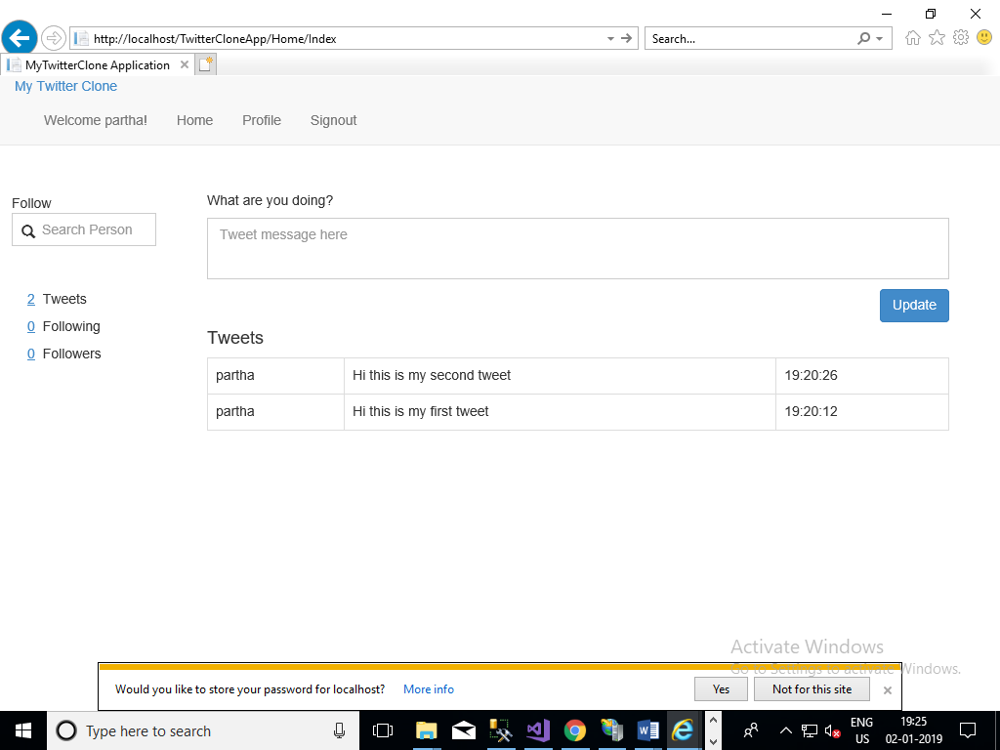 http://localhost/TwitterCloneApp/Home/Index
Search...
MyTwitterClone Application
My Twitter Clone
Welcome partha! Home Profile Signout
Follow
Search Person
What are you doing?
Tweet message here
2 Tweets
0 Following
0 Followers
Update
Tweets
partha Hi this is my second tweet 19:20:26
partha Hi this is my first tweet 19:20:12
Activate Windows
Go to Settings to activate Windows.
Would you like to store your password for localhost? More info Yes Not for this site
Type here to search
ENG
US
19:25
02-01-2019